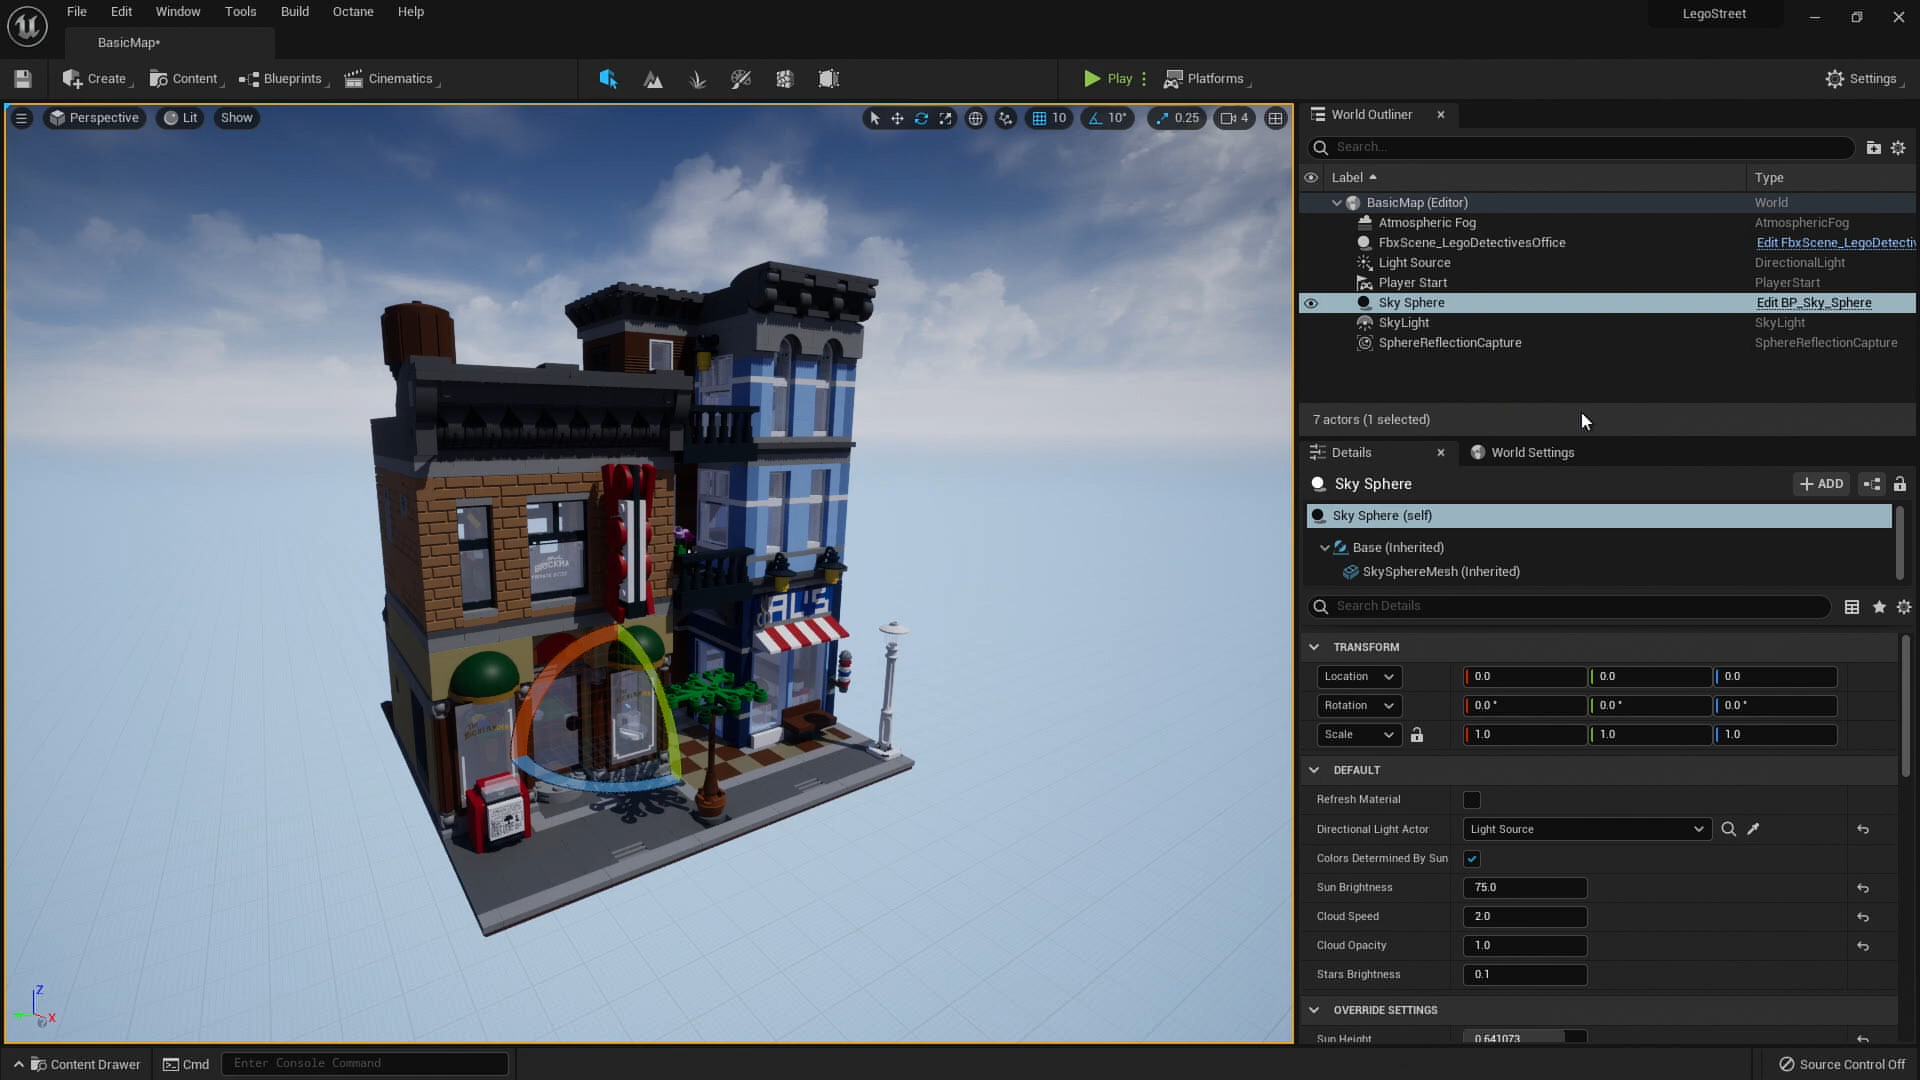 File Edit Window Tools Build Octane Help
LegoStreet
BasicMap*
Create Content Blueprints Cinematics Play Platforms Settings
Perspective Lit Show 10 10° 0.25 4
World Outliner
Search...
Label Type
BasicMap (Editor) World
Atmospheric Fog AtmosphericFog
FbxScene_LegoDetectivesOffice Edit FbxScene_LegoDetectiv
Light Source DirectionalLight
Player Start PlayerStart
Sky Sphere Edit BP_Sky_Sphere
SkyLight SkyLight
SphereReflectionCapture SphereReflectionCapture
7 actors (1 selected)
Details World Settings
Sky Sphere + ADD
Sky Sphere (self)
Base (Inherited)
SkySphereMesh (Inherited)
Search Details
TRANSFORM
Location 0.0 0.0 0.0
Rotation 0.0 ° 0.0 ° 0.0 °
Scale 1.0 1.0 1.0
DEFAULT
Refresh Material
Directional Light Actor Light Source
Colors Determined By Sun
Sun Brightness 75.0
Cloud Speed 2.0
Cloud Opacity 1.0
Stars Brightness 0.1
OVERRIDE SETTINGS
Sun Height 0.641073
BRICKMA
AL'S
Z
X
Content Drawer Cmd Enter Console Command Source Control Off